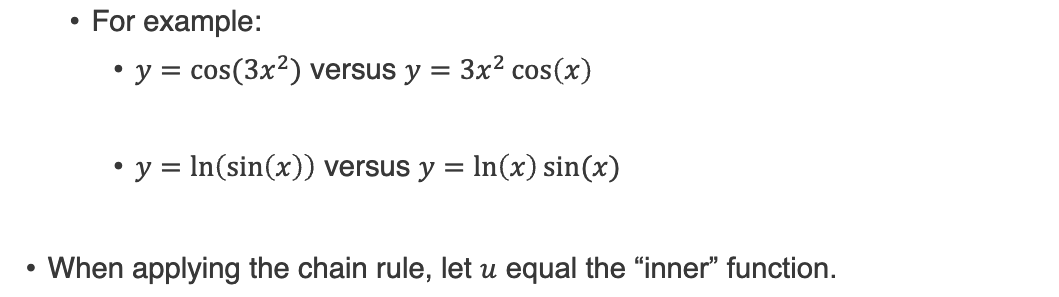 • For example:
• y = cos(3x²) versus y = 3x² cos(x)
• y = ln(sin(x)) versus y = ln(x) sin(x)
• When applying the chain rule, let u equal the “inner” function.